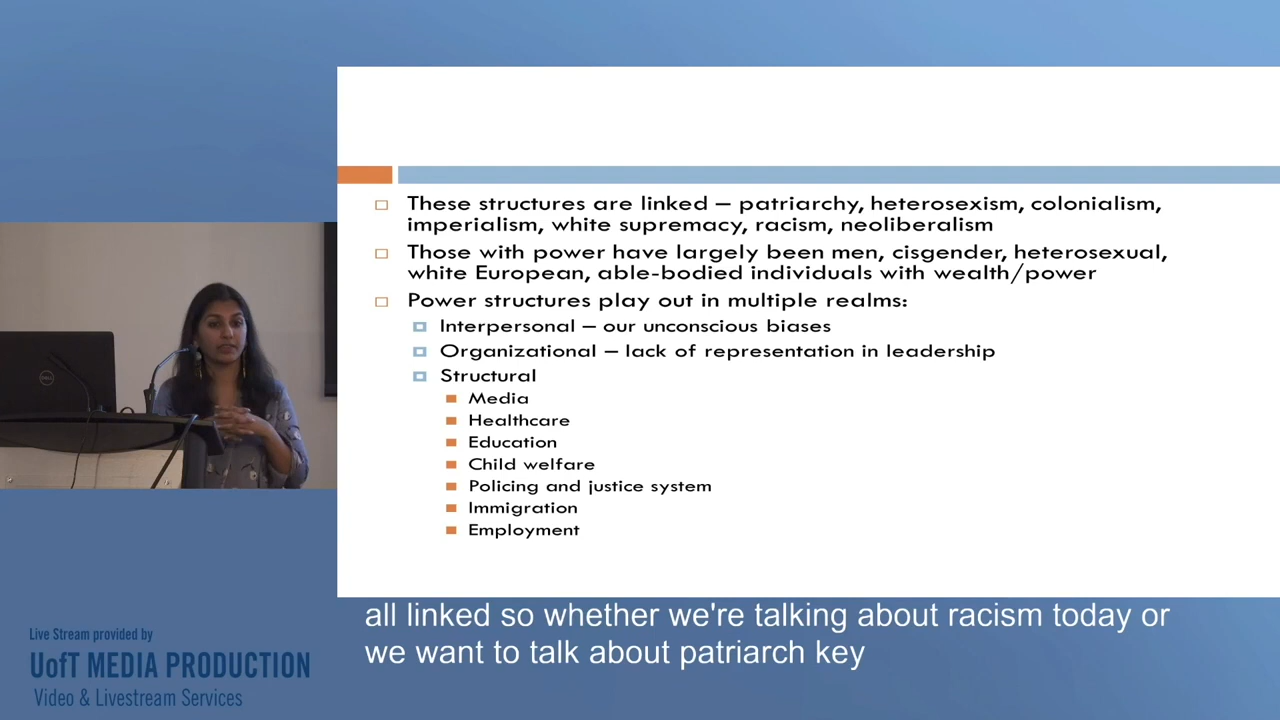 These structures are linked – patriarchy, heterosexism, colonialism,
imperialism, white supremacy, racism, neoliberalism
Those with power have largely been men, cisgender, heterosexual,
white European, able-bodied individuals with wealth/power
Power structures play out in multiple realms:
Interpersonal – our unconscious biases
Organizational – lack of representation in leadership
Structural
Media
Healthcare
Education
Child welfare
Policing and justice system
Immigration
Employment
DELL
all linked so whether we're talking about racism today or
we want to talk about patriarch key
Live Stream provided by
UofT MEDIA PRODUCTION
Video & Livestream Services